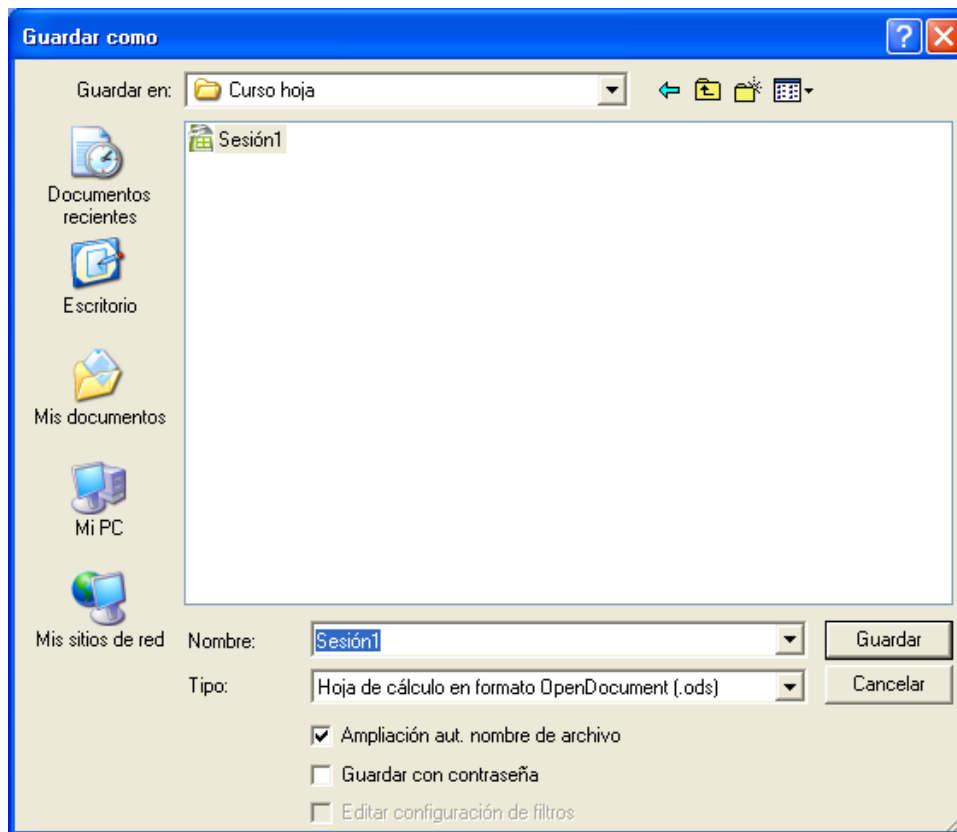 Guardar como
Guardar en:
Curso hoja
Sesión1
Documentos
recientes
Escritorio
Mis documentos
Mi PC
Mis sitios de red
Nombre:
Sesión1
Guardar
Tipo:
Hoja de cálculo en formato OpenDocument (.ods)
Cancelar
Ampliación aut. nombre de archivo
Guardar con contraseña
Editar configuración de filtros